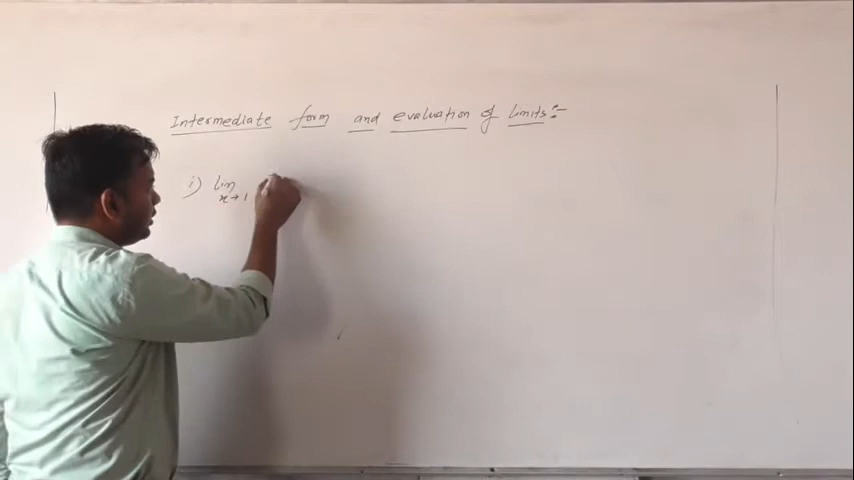 Intermediate form and evaluation of limits:-
i) lim
x→1